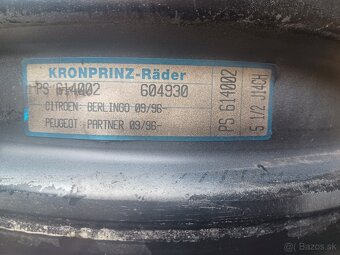 KRONPRINZ-Räder
PS 614002 604930
CITROEN: BERLINGO 09/96-
PEUGEOT: PARTNER 09/96-
PS 614002
5 1/2 J14CH
bazos.sk